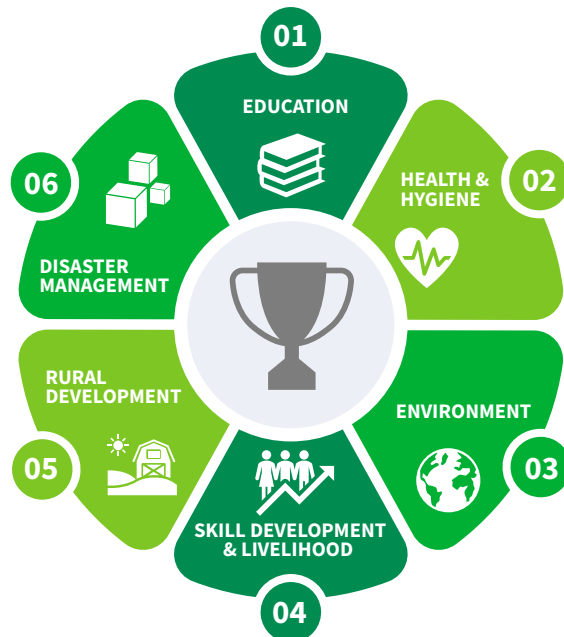 01
EDUCATION
02
HEALTH &
HYGIENE
03
ENVIRONMENT
04
SKILL DEVELOPMENT
& LIVELIHOOD
05
RURAL
DEVELOPMENT
06
DISASTER
MANAGEMENT